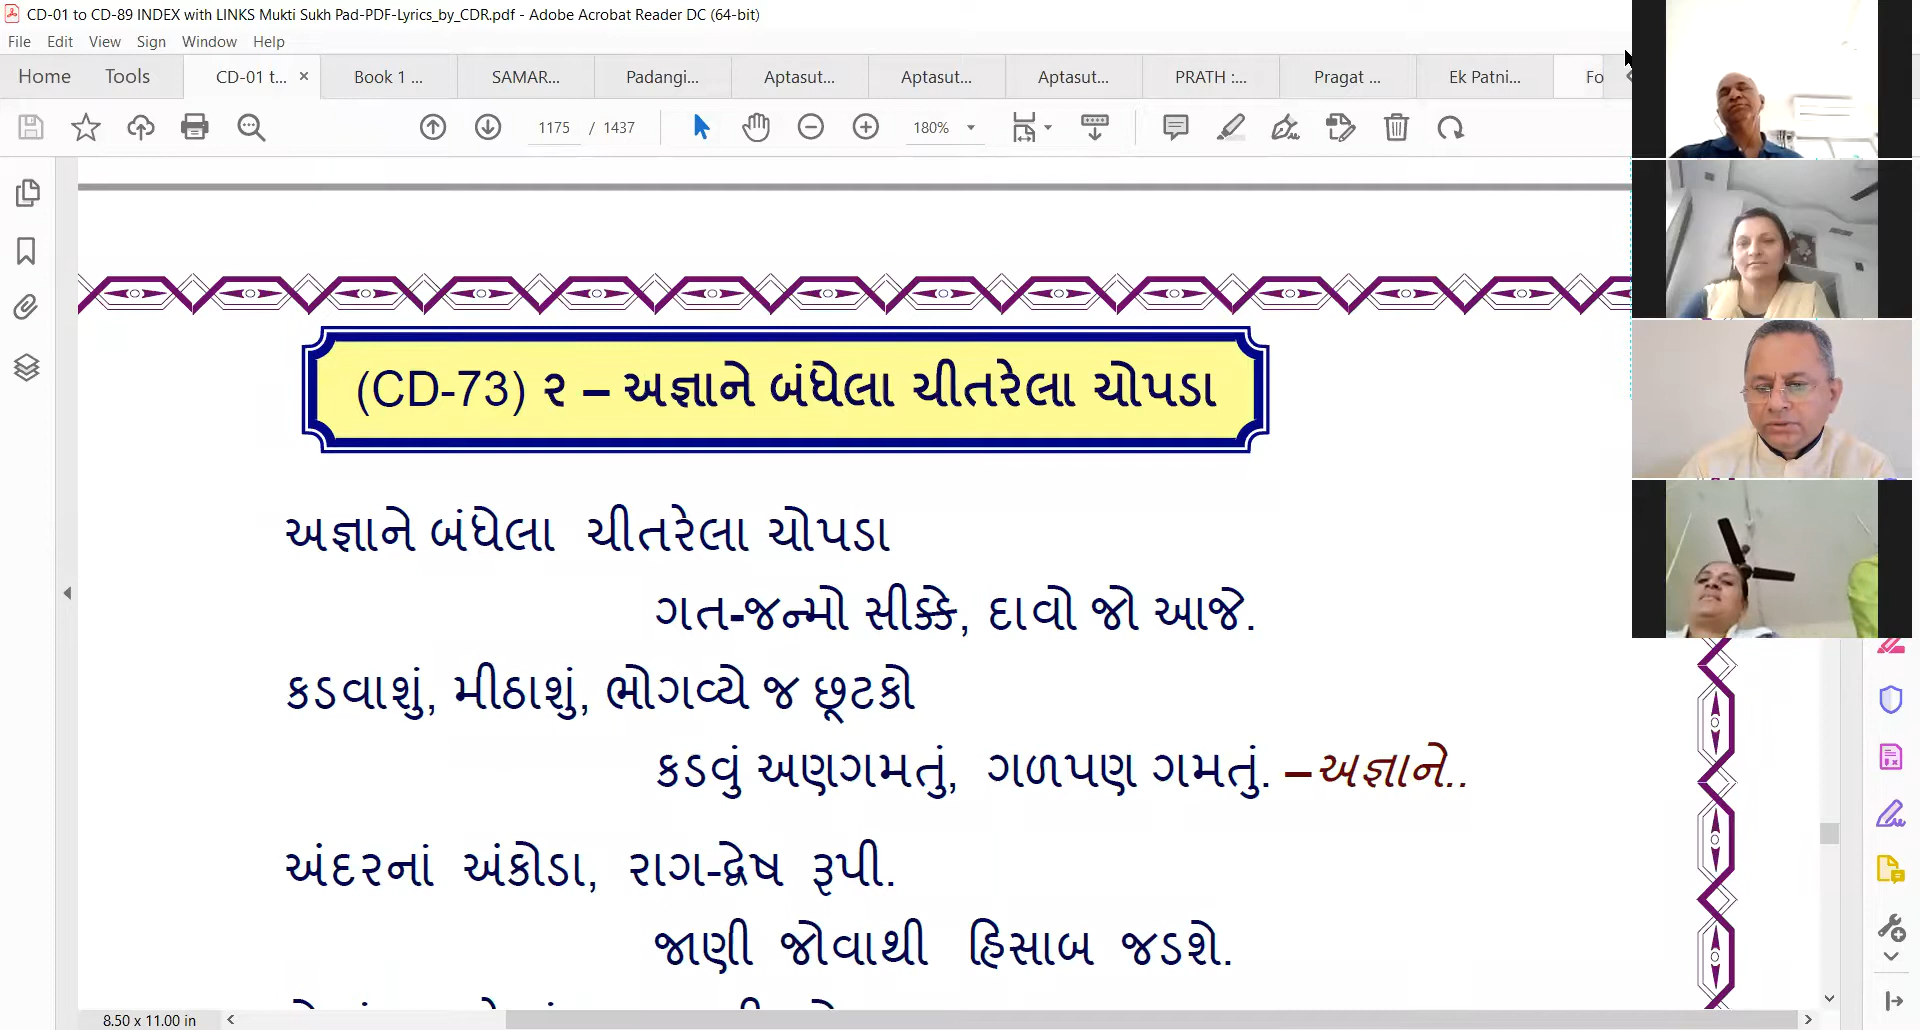 CD-01 to CD-89 INDEX with LINKS Mukti Sukh Pad-PDF-Lyrics_by_CDR.pdf - Adobe Acrobat Reader DC (64-bit)
File Edit View Sign Window Help
Home Tools CD-01 t... × Book 1 ... SAMAR... Padangi... Aptasut... Aptasut... Aptasut... PRATH :... Pragat ... Ek Patni... Fo
1175 / 1437 180%
(CD-73) ૨ – અજ્ઞાને બંધેલા ચીતરેલા ચોપડા
અજ્ઞાને બંધેલા ચીતરેલા ચોપડા
ગત-જન્મો સીક્કે, દાવો જો આજે.
કડવાશું, મીઠાશું, ભોગવ્યે જ છૂટકો
કડવું અણગમતું, ગળપણ ગમતું. –અજ્ઞાને..
અંદરનાં અંકોડા, રાગ-દ્વેષ રૂપી.
જાણી જોવાથી હિસાબ જડશે.
8.50 x 11.00 in